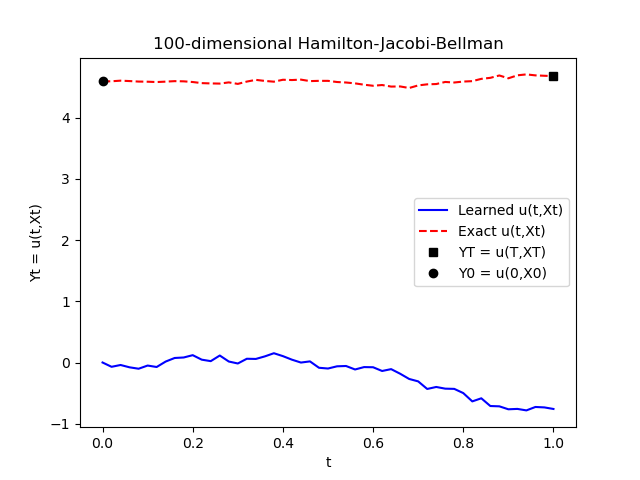 100-dimensional Hamilton-Jacobi-Bellman
Yt = u(t,Xt)
4
3
2
1
0
−1
Learned u(t,Xt)
Exact u(t,Xt)
YT = u(T,XT)
Y0 = u(0,X0)
0.0 0.2 0.4 0.6 0.8 1.0
t